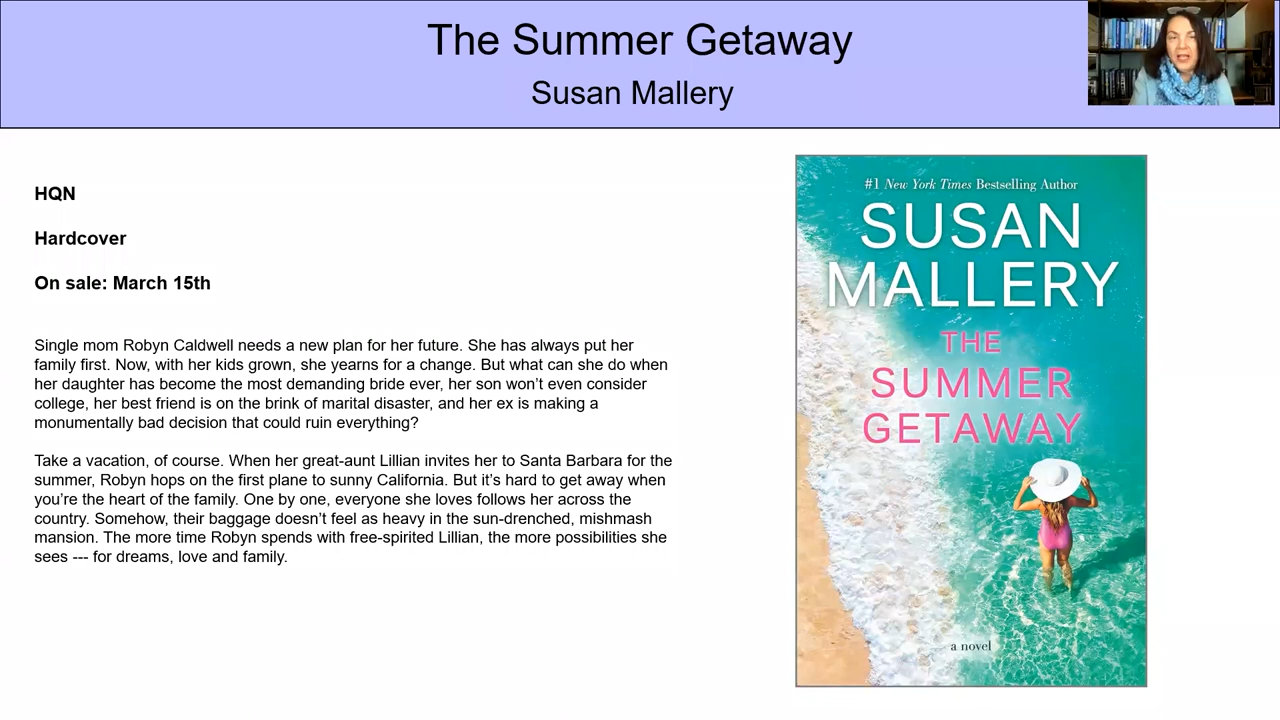 The Summer Getaway
Susan Mallery
HQN
Hardcover
On sale: March 15th
Single mom Robyn Caldwell needs a new plan for her future. She has always put her
family first. Now, with her kids grown, she yearns for a change. But what can she do when
her daughter has become the most demanding bride ever, her son won’t even consider
college, her best friend is on the brink of marital disaster, and her ex is making a
monumentally bad decision that could ruin everything?
Take a vacation, of course. When her great-aunt Lillian invites her to Santa Barbara for the
summer, Robyn hops on the first plane to sunny California. But it’s hard to get away when
you’re the heart of the family. One by one, everyone she loves follows her across the
country. Somehow, their baggage doesn’t feel as heavy in the sun-drenched, mishmash
mansion. The more time Robyn spends with free-spirited Lillian, the more possibilities she
sees --- for dreams, love and family.
#1 New York Times Bestselling Author
SUSAN
MALLERY
THE
SUMMER
GETAWAY
a novel